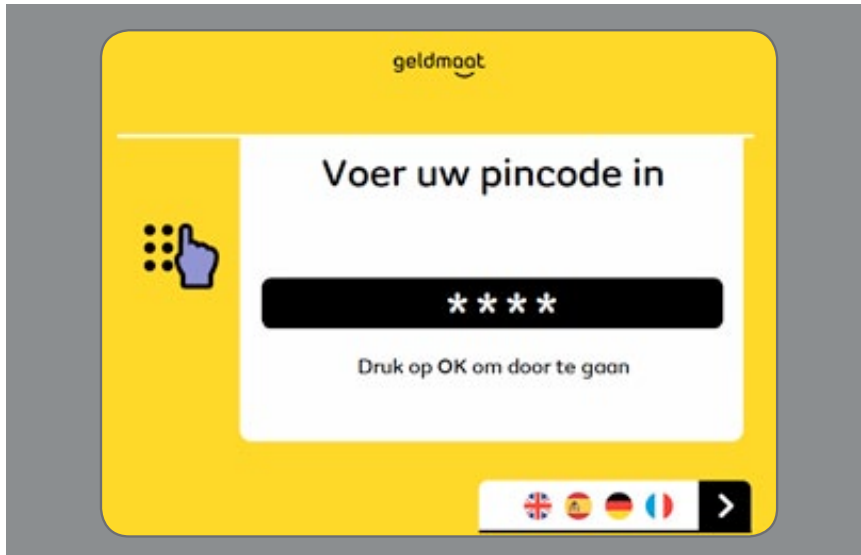 geldmaat
Voer uw pincode in
****
Druk op OK om door te gaan